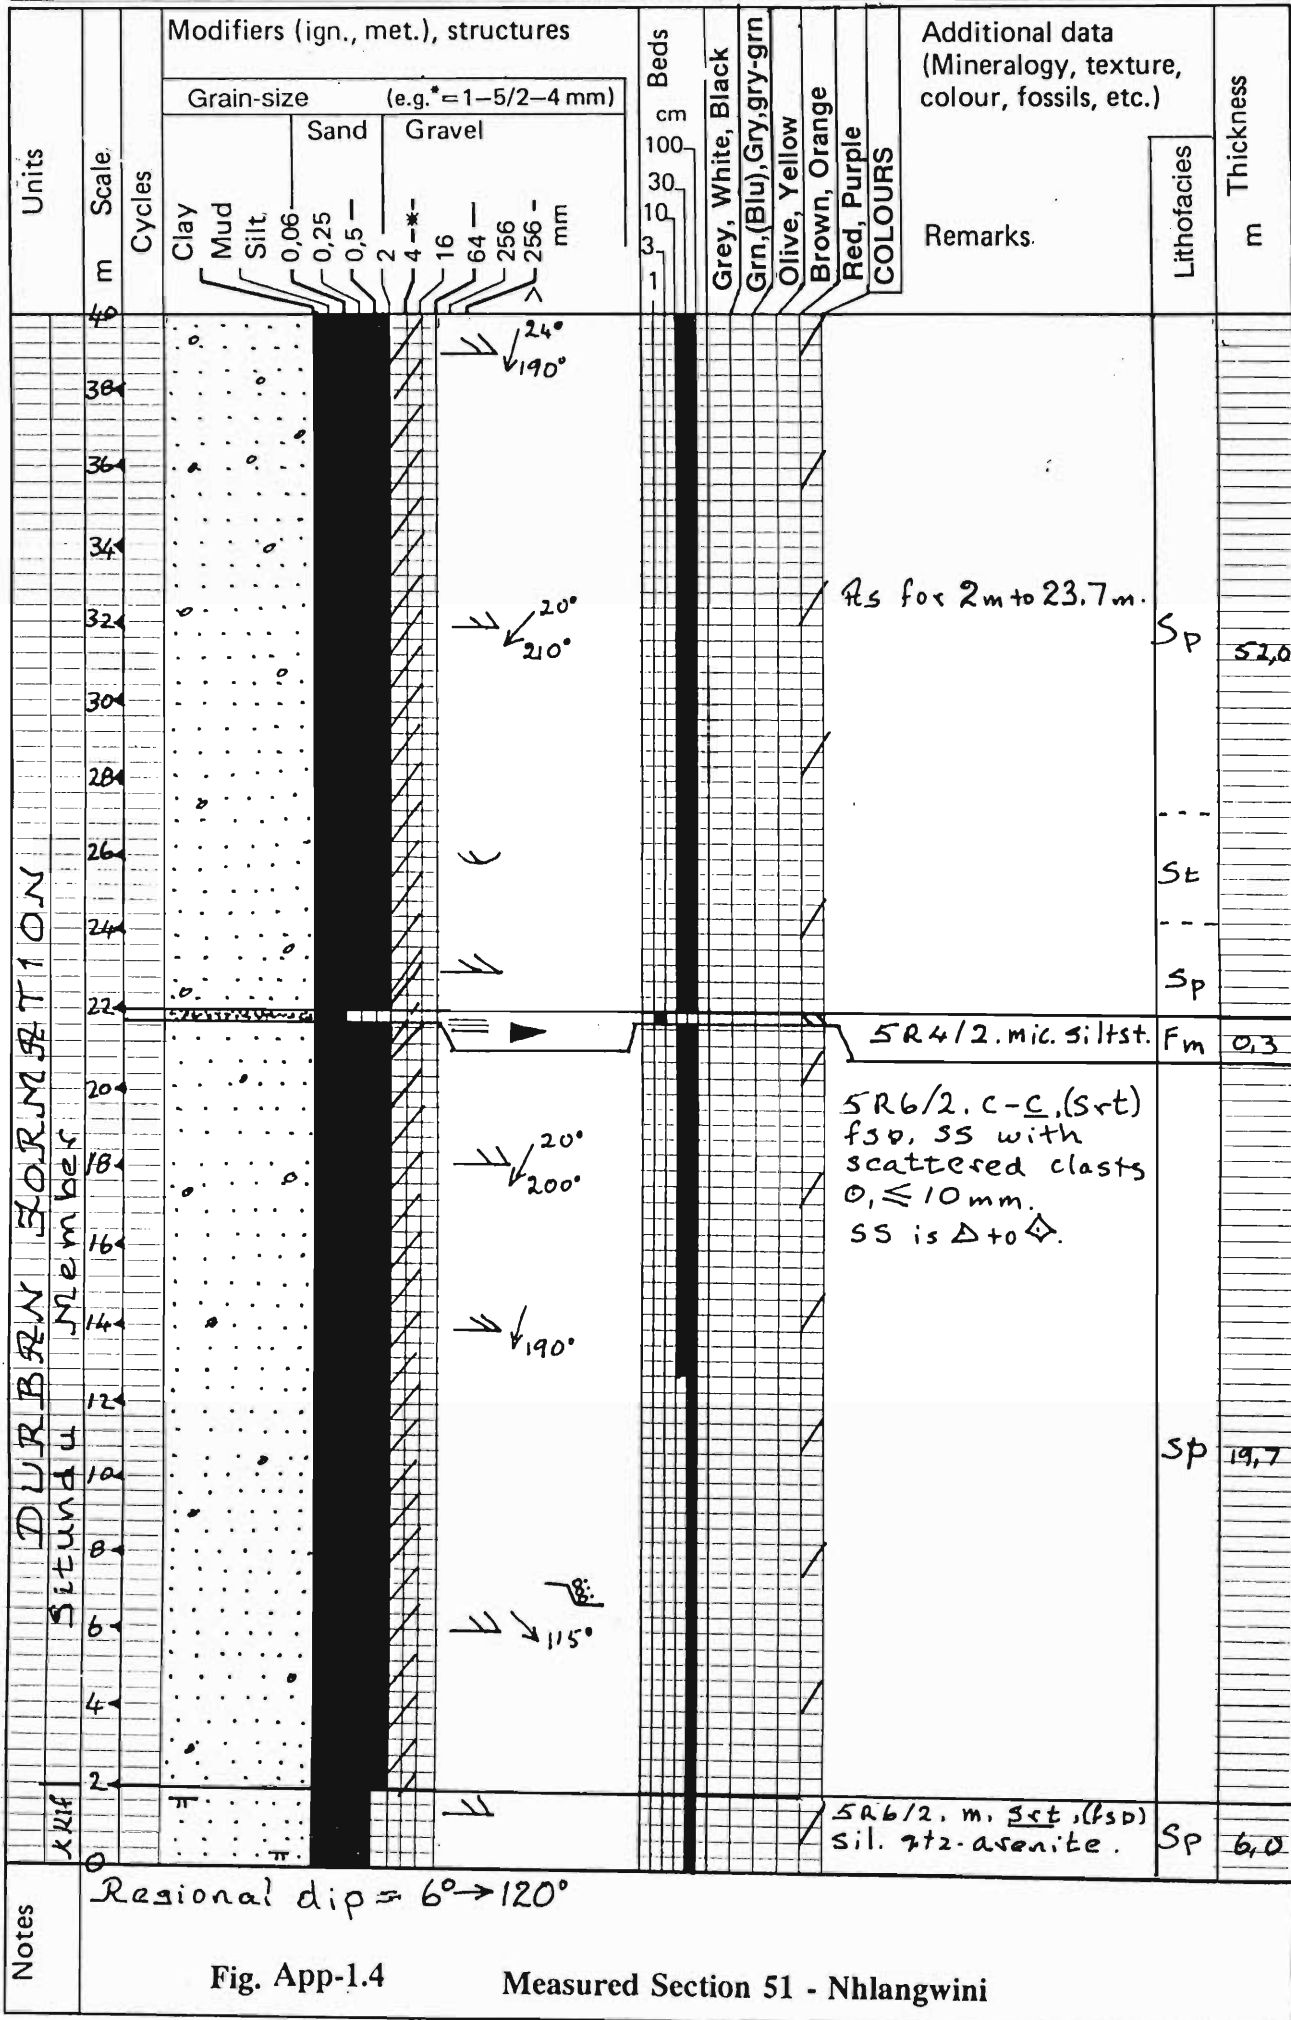 Units
m Scale
Cycles
Modifiers (ign., met.), structures
Grain-size (e.g.*=1–5/2–4 mm)
Sand Gravel
Clay
Mud
Silt
0,06
0,25
0,5
2
4 -*-
16
64
256
>256
mm
Beds
cm
100
30
10
3
1
Grey, White, Black
Grn,(Blu),Gry,gry-grn
Olive, Yellow
Brown, Orange
Red, Purple
COLOURS
Additional data
(Mineralogy, texture,
colour, fossils, etc.)
Remarks.
Lithofacies
Thickness
m
40
38
36
34
32
30
28
26
24
22
20
18
16
14
12
10
8
6
4
2
0
DURBAN FORMATION
Situndu Member
24°
190°
20°
210°
20°
200°
190°
115°
As for 2m to 23.7m.
Sp
52,0
St
Sp
5R4/2. mic. siltst.
Fm
0,3
5R6/2. c-c,(srt)
fsp. ss with
scattered clasts
⊙, ≤ 10 mm.
SS is △ to
Sp
19,7
5R6/2. m. srt,(fsp)
sil. qtz-arenite.
Sp
6,0
Notes
Regional dip = 6°→120°
Fig. App-1.4 Measured Section 51 - Nhlangwini